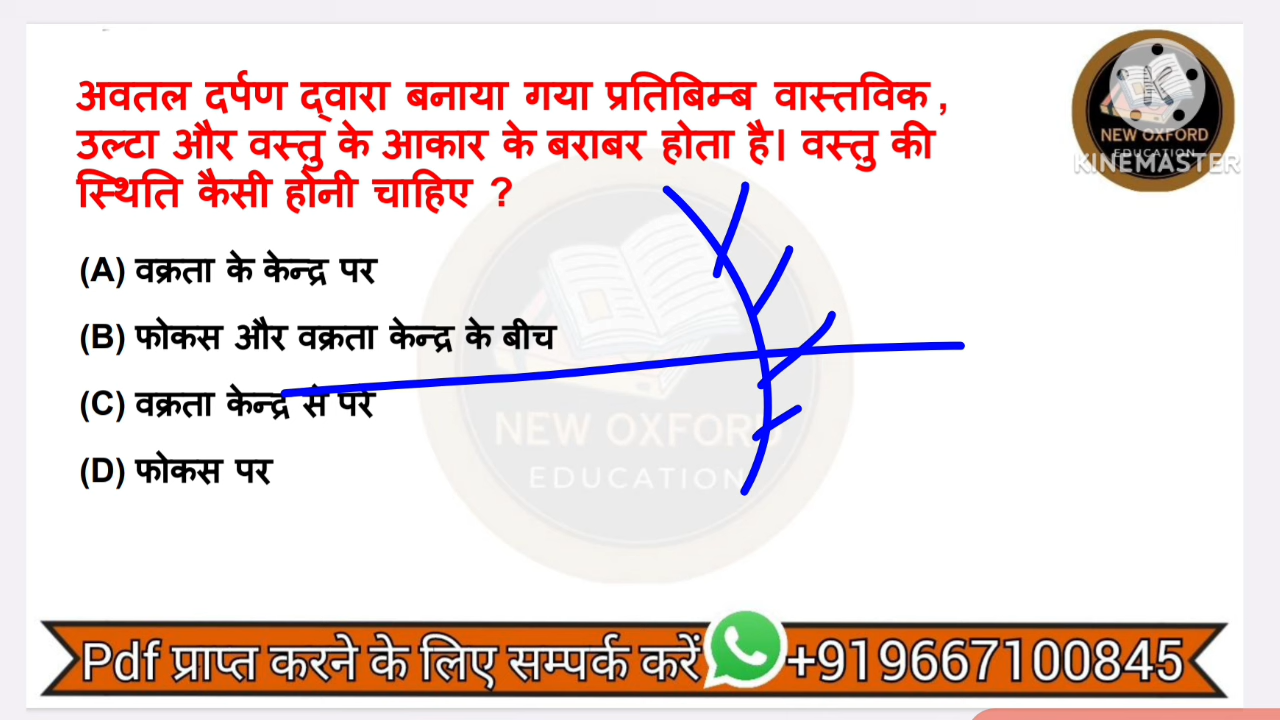 अवतल दर्पण द्वारा बनाया गया प्रतिबिम्ब वास्तविक ,
उल्टा और वस्तु के आकार के बराबर होता है। वस्तु की
स्थिति कैसी होनी चाहिए ?
(A) वक्रता के केन्द्र पर
(B) फोकस और वक्रता केन्द्र के बीच
(C) वक्रता केन्द्र से परे
(D) फोकस पर
NEW OXFORD
EDUCATION
KINEMASTER
NEW OXFORD
EDUCATION
Pdf प्राप्त करने के लिए सम्पर्क करें +919667100845